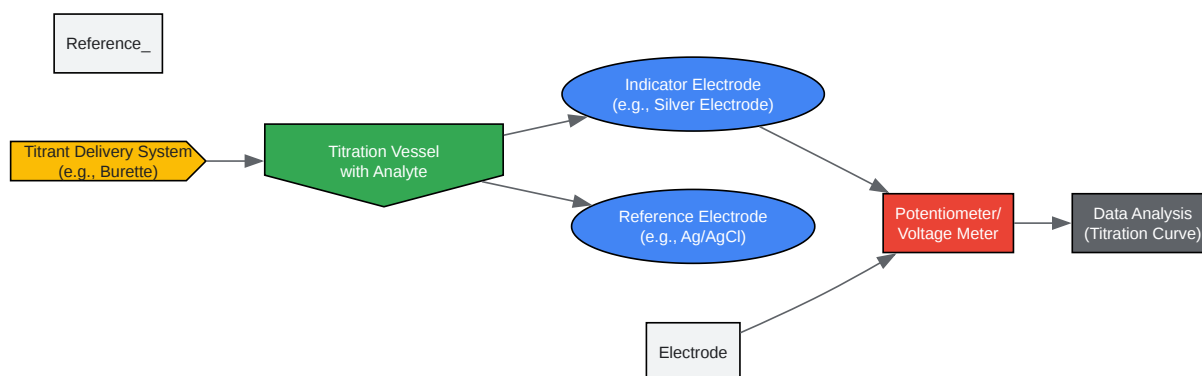 Reference_
Titrant Delivery System
(e.g., Burette)
Titration Vessel
with Analyte
Indicator Electrode
(e.g., Silver Electrode)
Reference Electrode
(e.g., Ag/AgCl)
Electrode
Potentiometer/
Voltage Meter
Data Analysis
(Titration Curve)